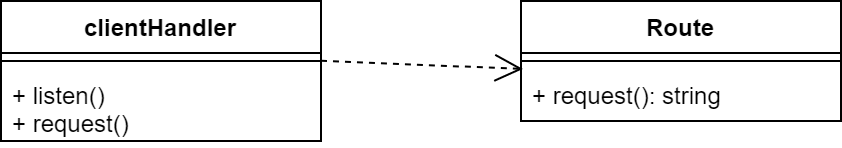 clientHandler
+ listen()
+ request()
Route
+ request(): string